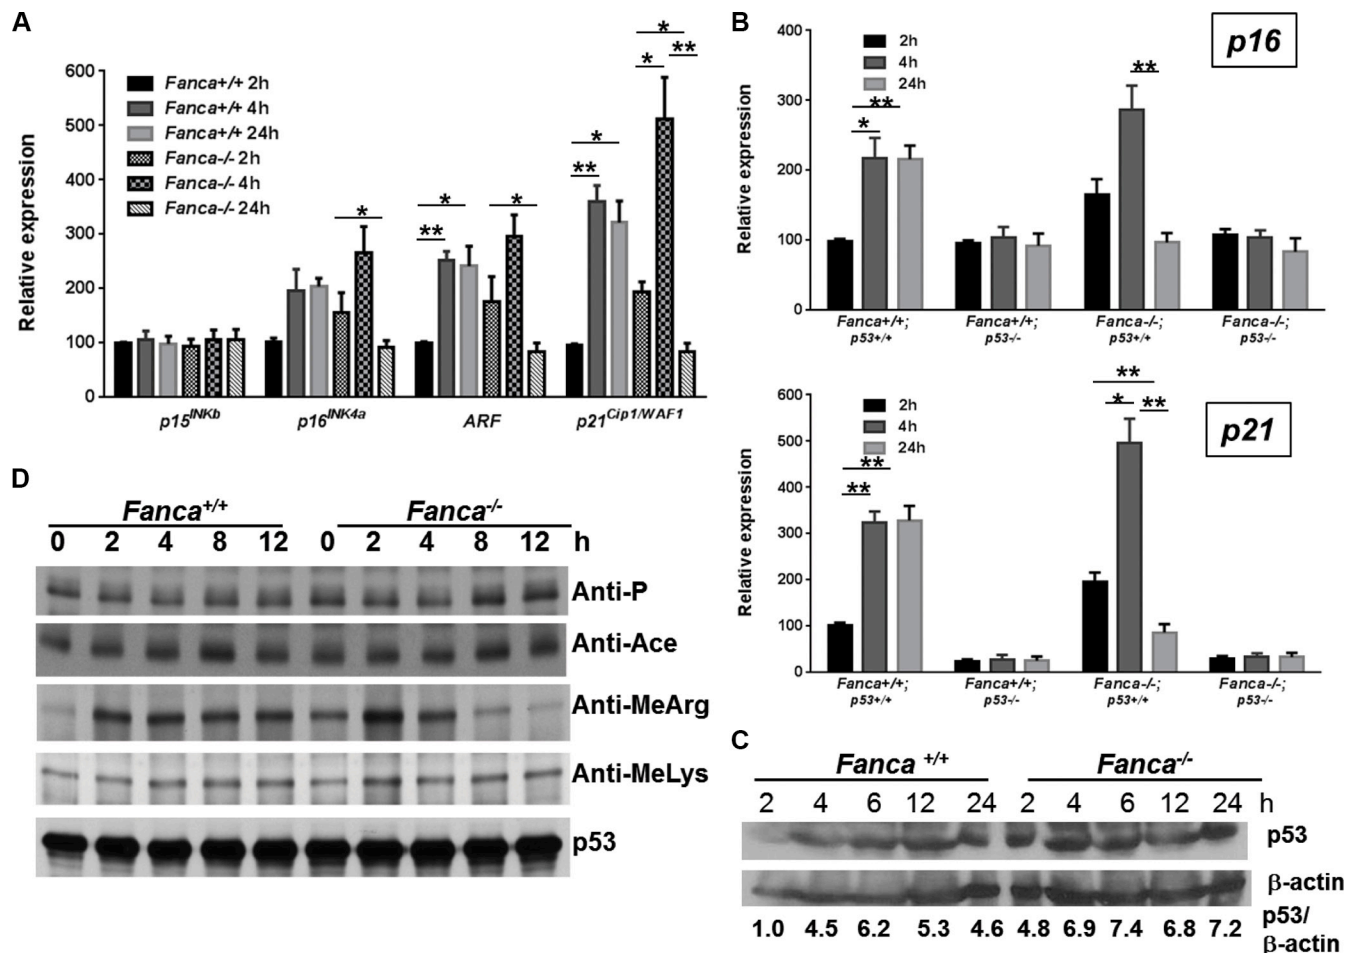 A
Relative expression
600
500
400
300
200
100
0
Fanca+/+ 2h
Fanca+/+ 4h
Fanca+/+ 24h
Fanca-/- 2h
Fanca-/- 4h
Fanca-/- 24h
* ** * ** * ** * * * **
p15^INKb p16^INK4a ARF p21^Cip1/WAF1
B
p16
Relative expression
400
300
200
100
0
2h
4h
24h
** * **
Fanca+/+; Fanca+/+; Fanca-/-; Fanca-/-;
p53+/+ p53-/- p53+/+ p53-/-
p21
Relative expression
600
500
400
300
200
100
0
2h
4h
24h
** ** ** * **
Fanca+/+; Fanca+/+; Fanca-/-; Fanca-/-;
p53+/+ p53-/- p53+/+ p53-/-
C
Fanca +/+ Fanca-/-
2 4 6 12 24 2 4 6 12 24 h
p53
β-actin
1.0 4.5 6.2 5.3 4.6 4.8 6.9 7.4 6.8 7.2 p53/
β-actin
D
Fanca+/+ Fanca-/-
0 2 4 8 12 0 2 4 8 12 h
Anti-P
Anti-Ace
Anti-MeArg
Anti-MeLys
p53